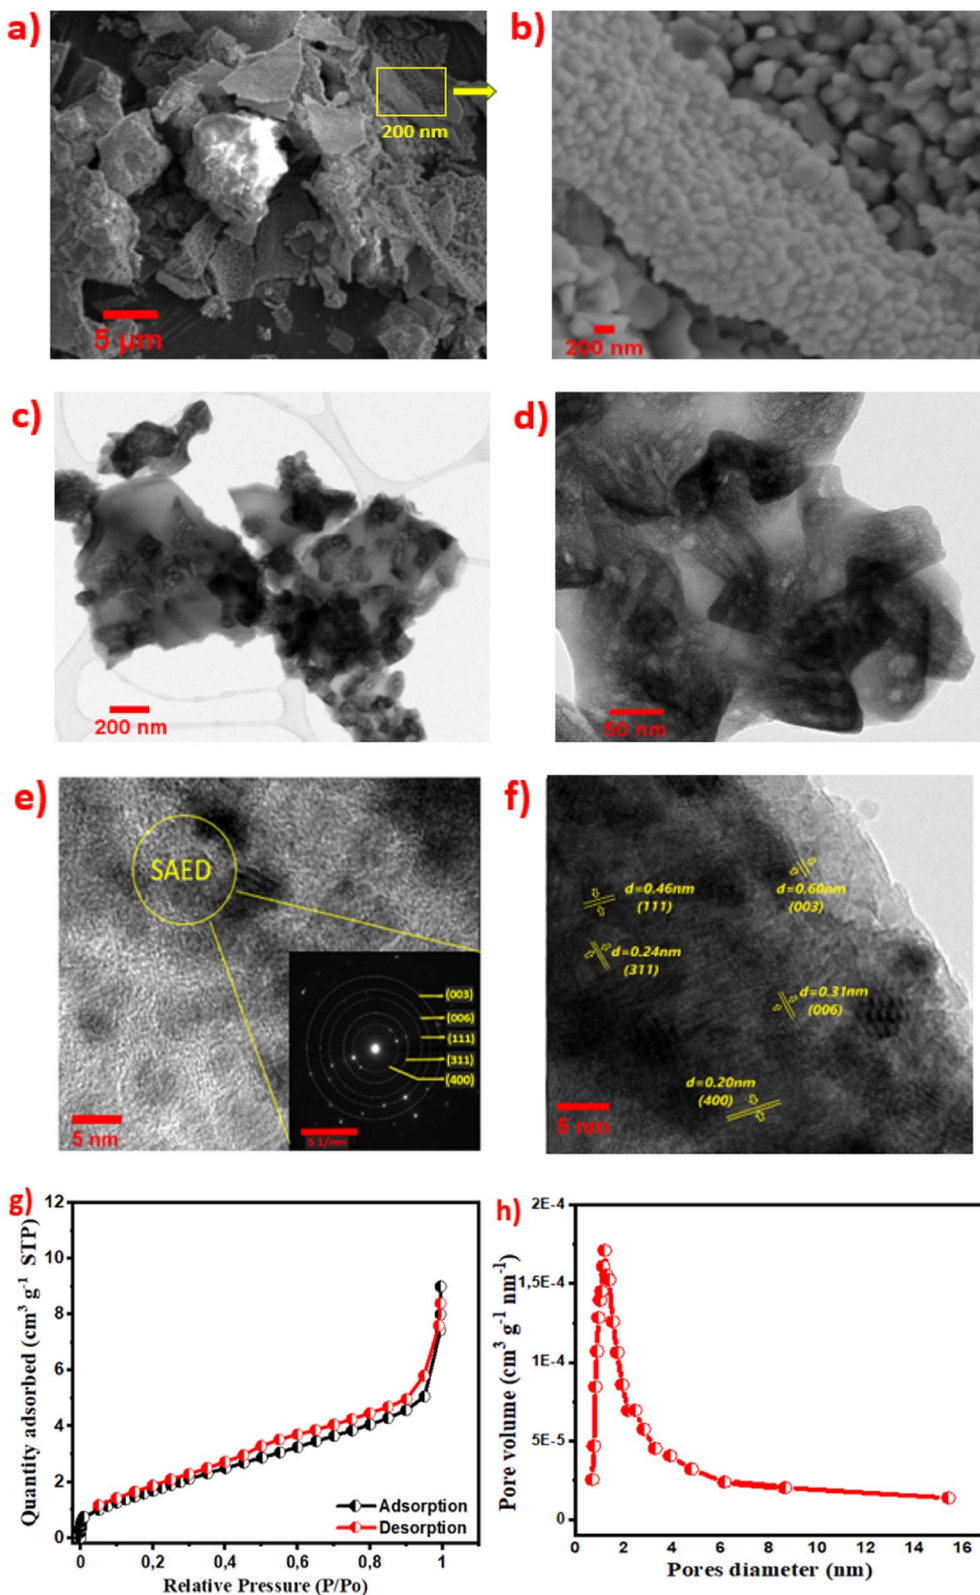 a)
200 nm
5 µm
b)
200 nm
c)
200 nm
d)
50 nm
e)
SAED
(003)
(006)
(111)
(311)
(400)
5 1/nm
5 nm
f)
d=0.46nm
(111)
d=0.60nm
(003)
d=0.24nm
(311)
d=0.31nm
(006)
d=0.20nm
(400)
5 nm
g)
Quantity adsorbed (cm³ g⁻¹ STP)
12
10
8
6
4
2
0
Adsorption
Desorption
0 0,2 0,4 0,6 0,8 1
Relative Pressure (P/Po)
h)
Pore volume (cm³ g⁻¹ nm⁻¹)
2E-4
1,5E-4
1E-4
5E-5
0
0 2 4 6 8 10 12 14 16
Pores diameter (nm)